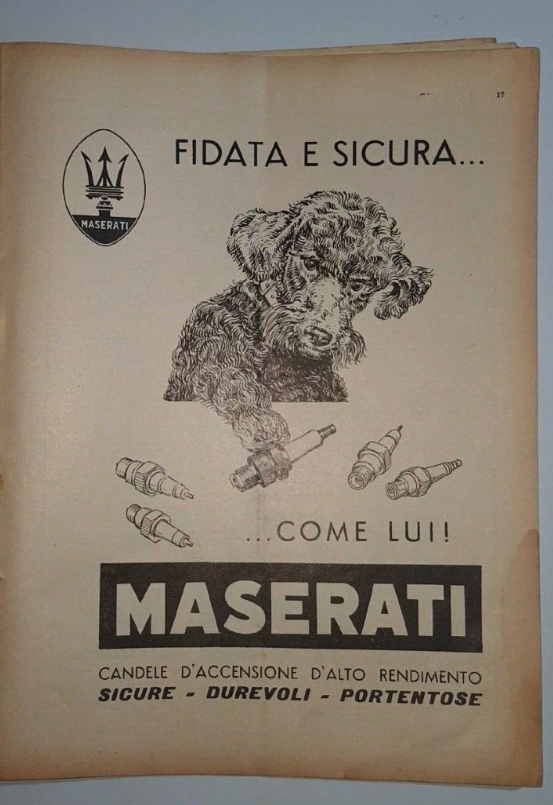 17
MASERATI
FIDATA E SICURA...
...COME LUI!
MASERATI
CANDELE D'ACCENSIONE D'ALTO RENDIMENTO
SICURE - DUREVOLI - PORTENTOSE